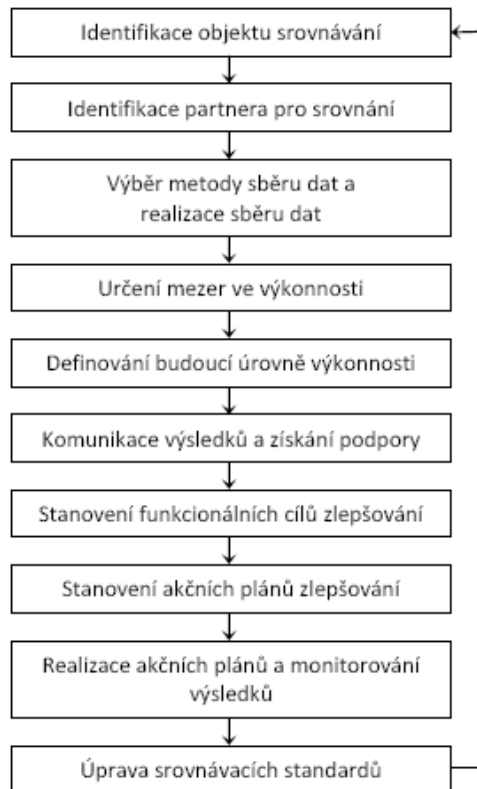 Identifikace objektu srovnávání
Identifikace partnera pro srovnání
Výběr metody sběru dat a
realizace sběru dat
Určení mezer ve výkonnosti
Definování budoucí úrovně výkonnosti
Komunikace výsledků a získání podpory
Stanovení funkcionálních cílů zlepšování
Stanovení akčních plánů zlepšování
Realizace akčních plánů a monitorování
výsledků
Úprava srovnávacích standardů